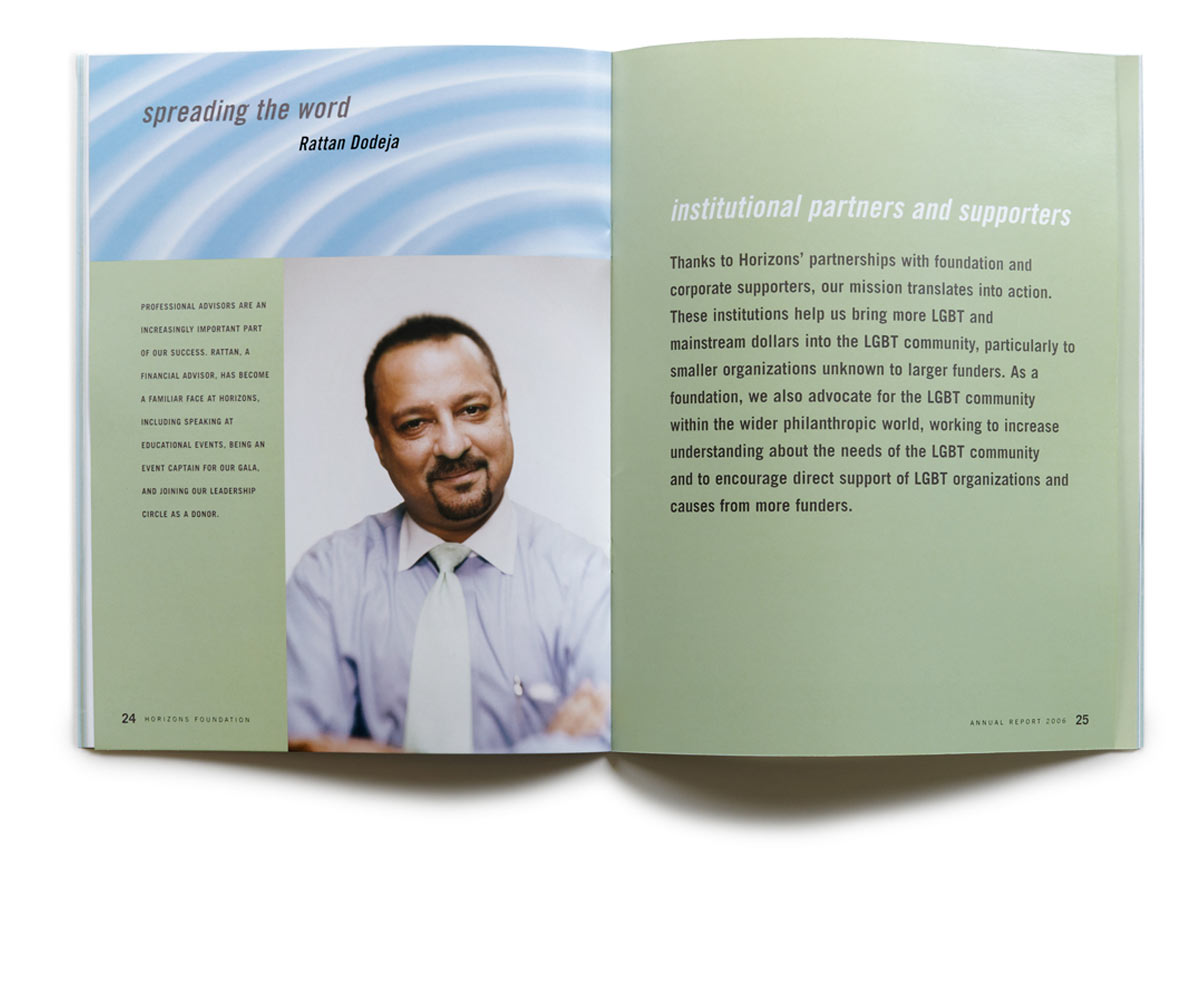 spreading the word
Rattan Dodeja
PROFESSIONAL ADVISORS ARE AN
INCREASINGLY IMPORTANT PART
OF OUR SUCCESS. RATTAN, A
FINANCIAL ADVISOR, HAS BECOME
A FAMILIAR FACE AT HORIZONS,
INCLUDING SPEAKING AT
EDUCATIONAL EVENTS, BEING AN
EVENT CAPTAIN FOR OUR GALA,
AND JOINING OUR LEADERSHIP
CIRCLE AS A DONOR.
24 HORIZONS FOUNDATION
institutional partners and supporters
Thanks to Horizons’ partnerships with foundation and
corporate supporters, our mission translates into action.
These institutions help us bring more LGBT and
mainstream dollars into the LGBT community, particularly to
smaller organizations unknown to larger funders. As a
foundation, we also advocate for the LGBT community
within the wider philanthropic world, working to increase
understanding about the needs of the LGBT community
and to encourage direct support of LGBT organizations and
causes from more funders.
ANNUAL REPORT 2006 25